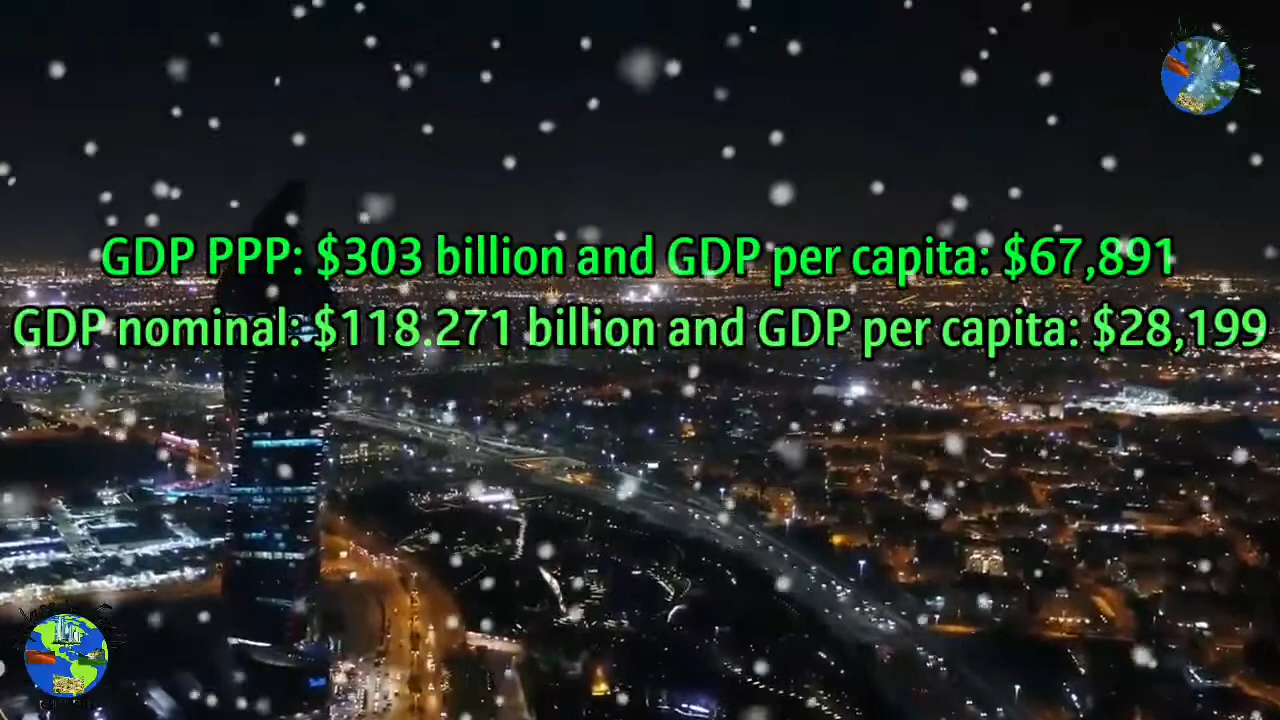 GDP PPP: $303 billion and GDP per capita: $67,891
GDP nominal: $118.271 billion and GDP per capita: $28,199